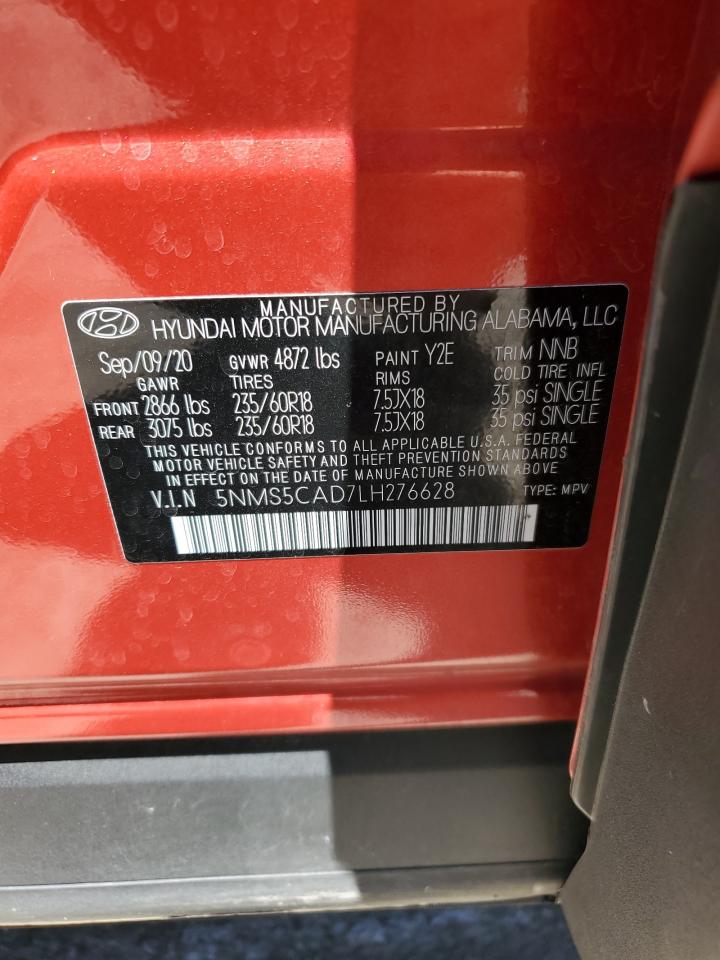 MANUFACTURED BY
HYUNDAI MOTOR MANUFACTURING ALABAMA, LLC
Sep/09/20 GVWR 4872 lbs PAINT Y2E TRIM NNB
GAWR TIRES RIMS COLD TIRE INFL
FRONT 2866 lbs 235/60R18 7.5JX18 35 psi SINGLE
REAR 3075 lbs 235/60R18 7.5JX18 35 psi SINGLE
THIS VEHICLE CONFORMS TO ALL APPLICABLE U.S.A. FEDERAL
MOTOR VEHICLE SAFETY AND THEFT PREVENTION STANDARDS
IN EFFECT ON THE DATE OF MANUFACTURE SHOWN ABOVE
V.I.N 5NMS5CAD7LH276628 TYPE: MPV